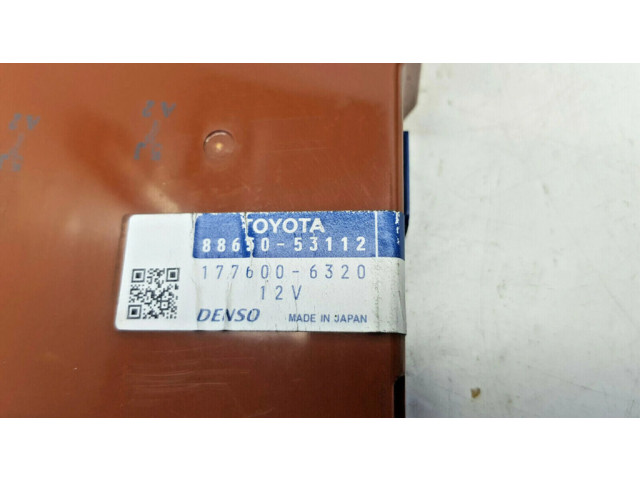 TOYOTA
88650-53112
177600-6320
12V
DENSO MADE IN JAPAN